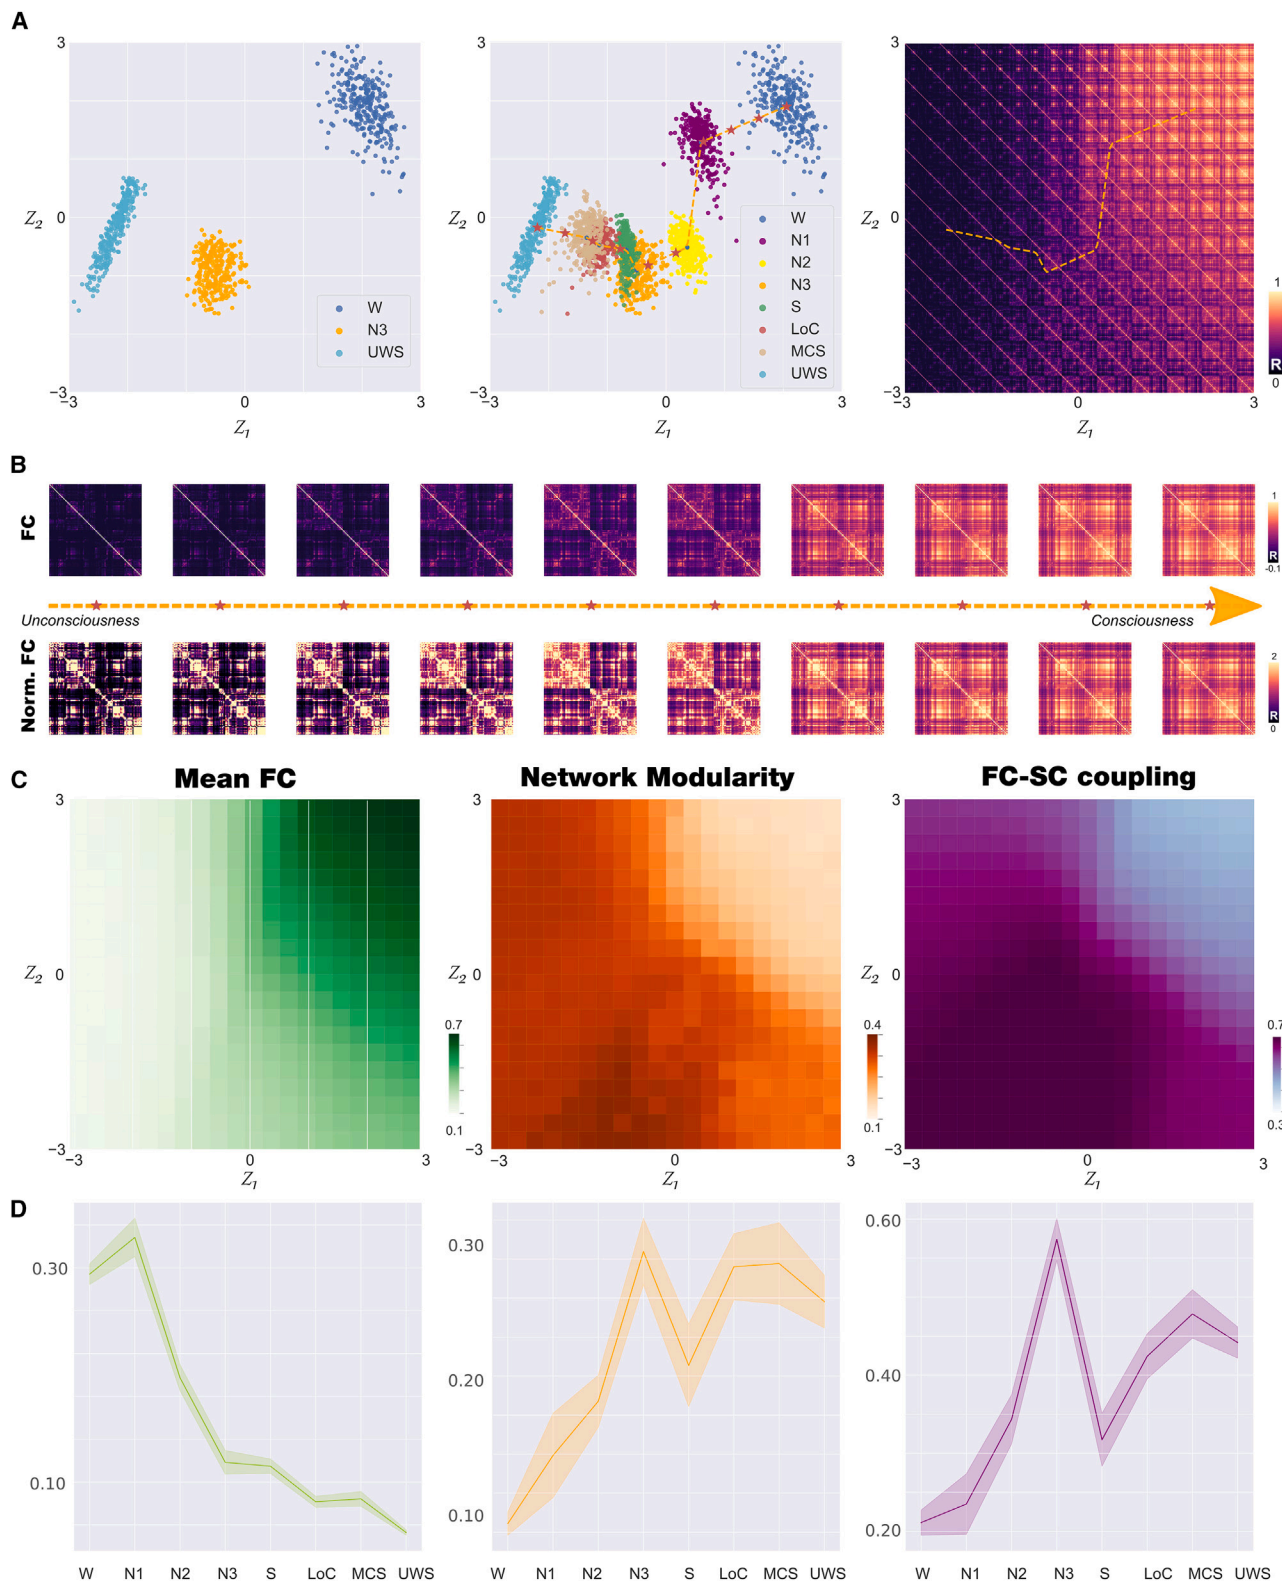 A
3
Z2
0
−3
−3
0
3
Z1
W
N3
UWS
3
Z2
0
−3
−3
0
3
Z1
W
N1
N2
N3
S
LoC
MCS
UWS
3
Z2
0
−3
−3
0
3
Z1
1
R
0
B
FC
1
R
-0.1
Unconsciousness
Consciousness
Norm. FC
2
R
0
C
Mean FC
Network Modularity
FC-SC coupling
3
Z2
0
−3
−3
0
3
Z1
0.7
0.1
3
Z2
0
−3
−3
0
3
Z1
0.4
0.1
3
Z2
0
−3
−3
0
3
Z1
0.7
0.3
D
0.30
0.10
W N1 N2 N3 S LoC MCS UWS
0.30
0.20
0.10
W N1 N2 N3 S LoC MCS UWS
0.60
0.40
0.20
W N1 N2 N3 S LoC MCS UWS